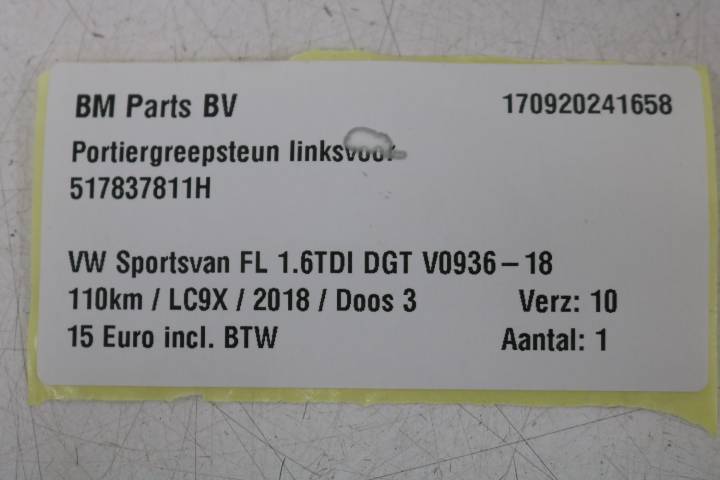 BM Parts BV 170920241658
Portiergreepsteun linksvoor
517837811H
VW Sportsvan FL 1.6TDI DGT V0936-18
110km / LC9X / 2018 / Doos 3 Verz: 10
15 Euro incl. BTW Aantal: 1